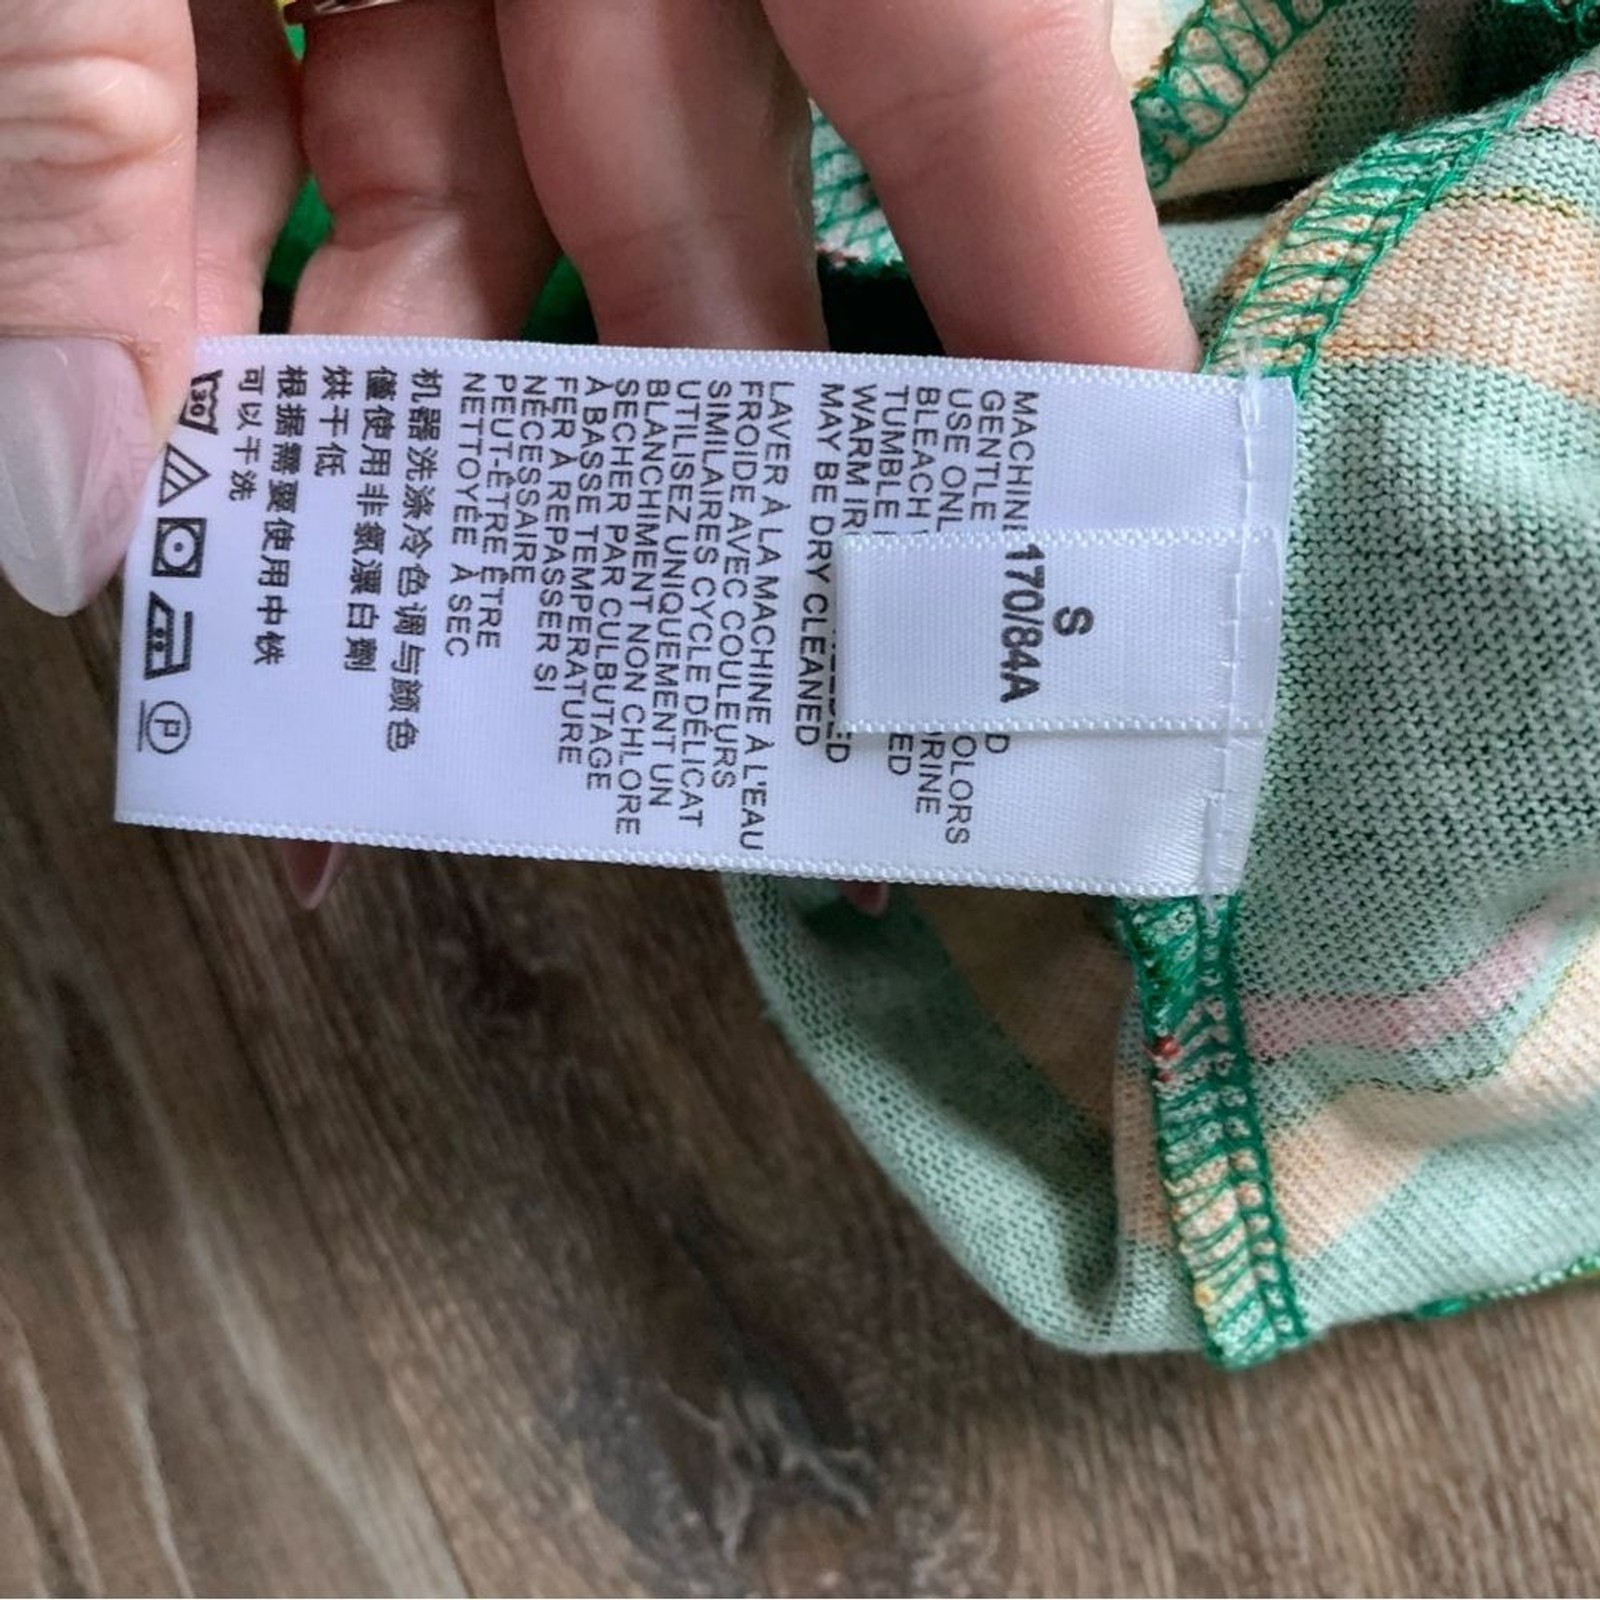 S
170/84A
MACHINE D
GENTLE OLORS
USE ONL RINE
BLEACH ED
TUMBLE
WARM IR
MAY BE DRY CLEANED
LAVER À LA MACHINE À L'EAU
FROIDE AVEC COULEURS
SIMILAIRES CYCLE DÉLICAT
UTILISEZ UNIQUEMENT UN
BLANCHIMENT NON CHLORE
SECHER PAR CULBUTAGE
À BASSE TEMPERATURE
FER À REPASSER SI
NÉCESSAIRE
PEUT-ÊTRE ÊTRE
NETTOYÉE À SEC
机器洗涤冷色调与颜色
僅使用非氯漂白劑
烘干低
根据需要使用中铁
可以干洗
30
P